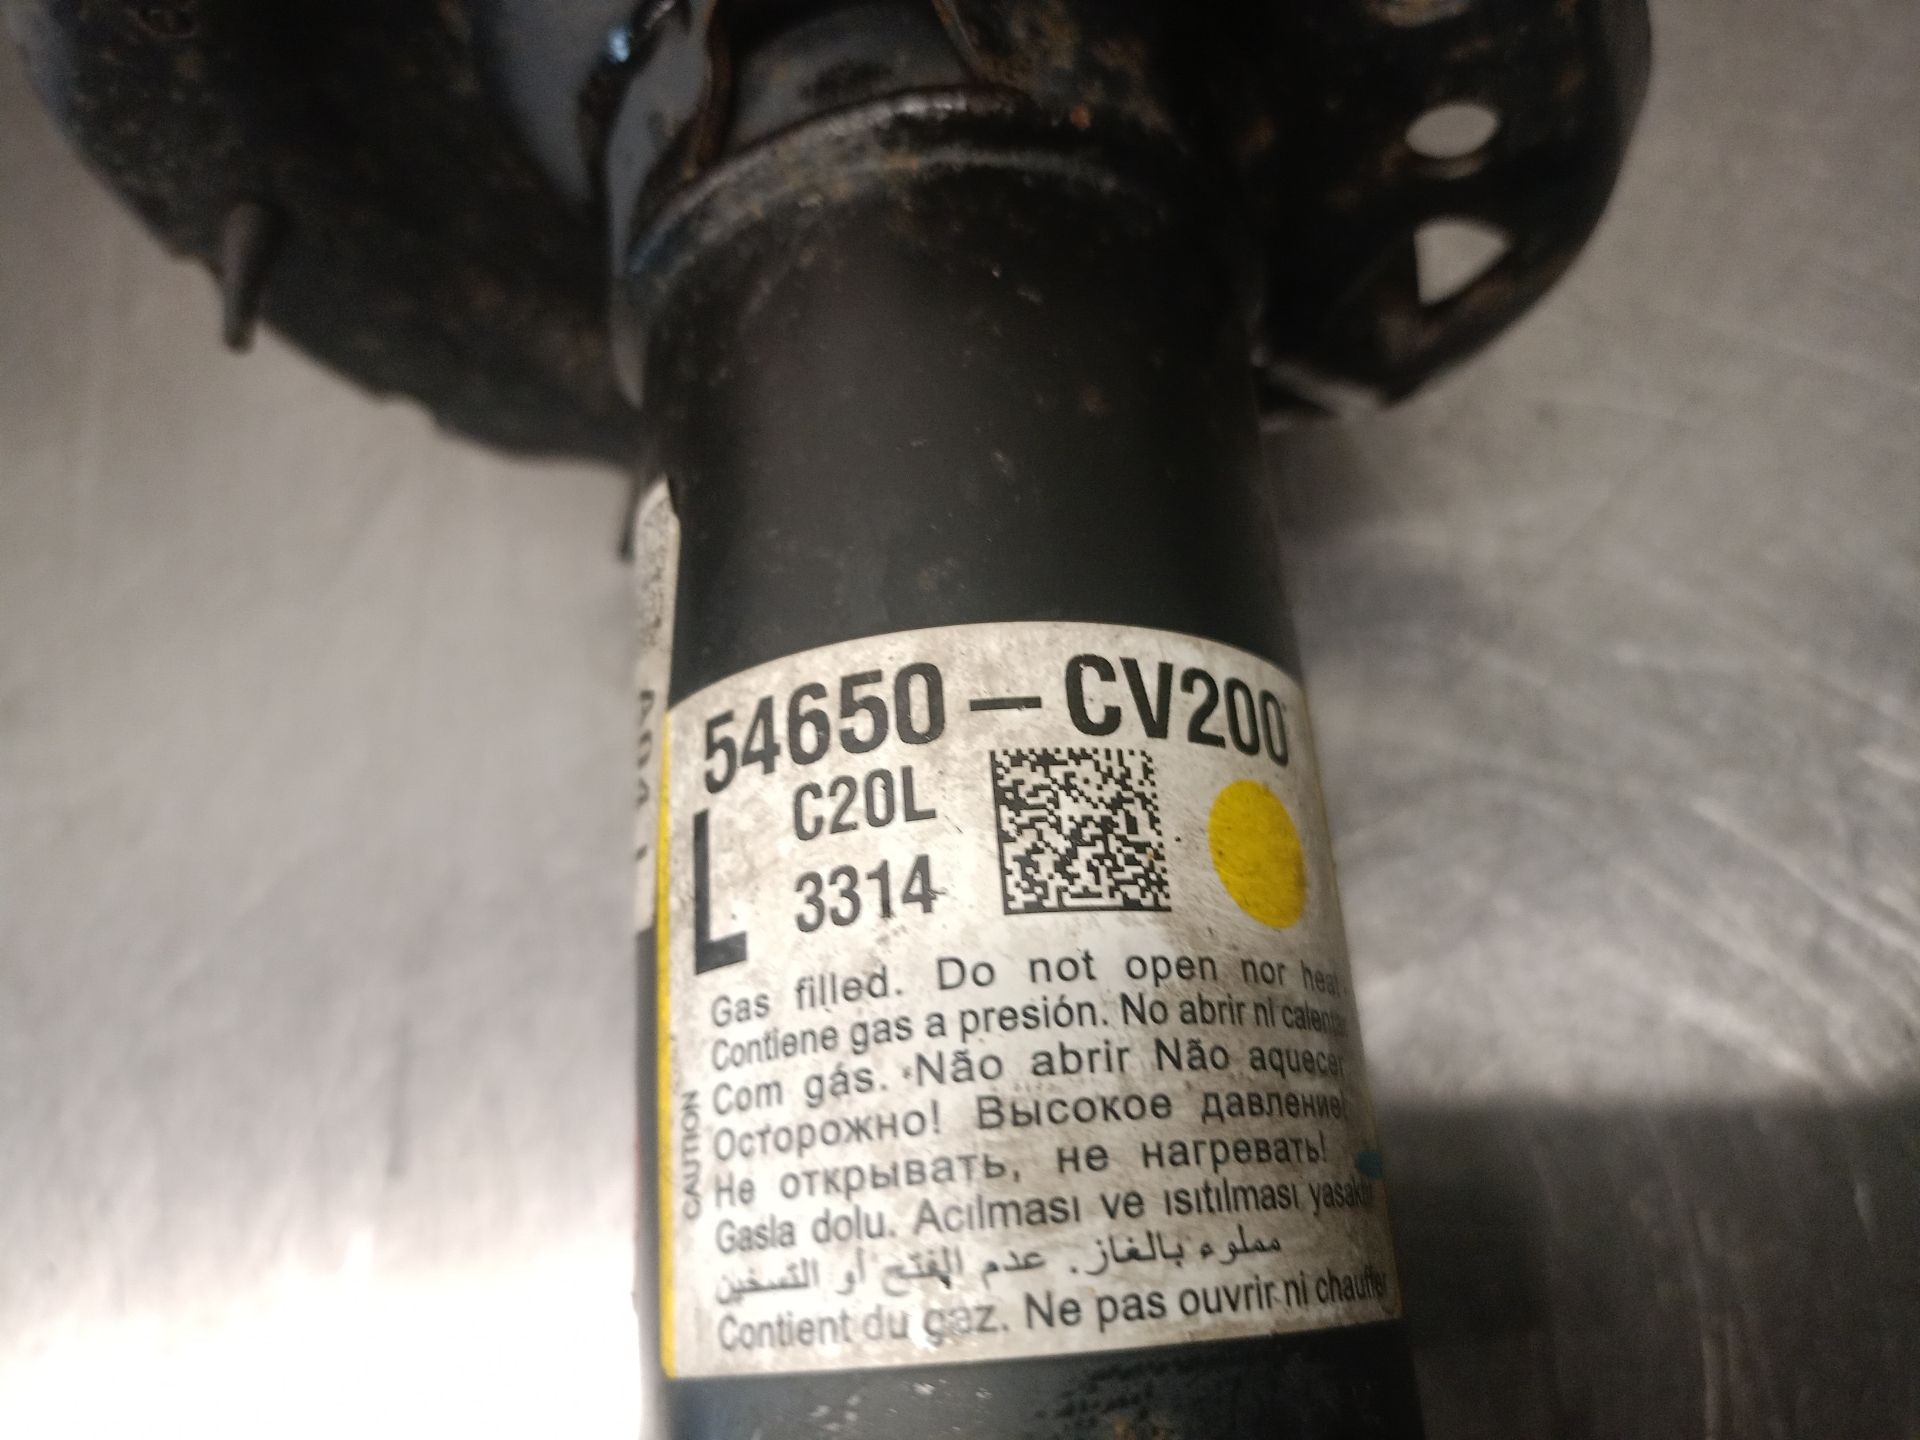 54650-CV200
L
C20L
3314
CAUTION
Gas filled. Do not open nor heat.
Contiene gas a presión. No abrir ni calentar
Com gás. Não abrir Não aquecer
Осторожно! Высокое давление!
Не открывать, не нагревать!
Gasla dolu. Acılması ve ısıtılması yasaktır
مملوء بالغاز. عدم الفتح أو التسخين
Contient du gaz. Ne pas ouvrir ni chauffer